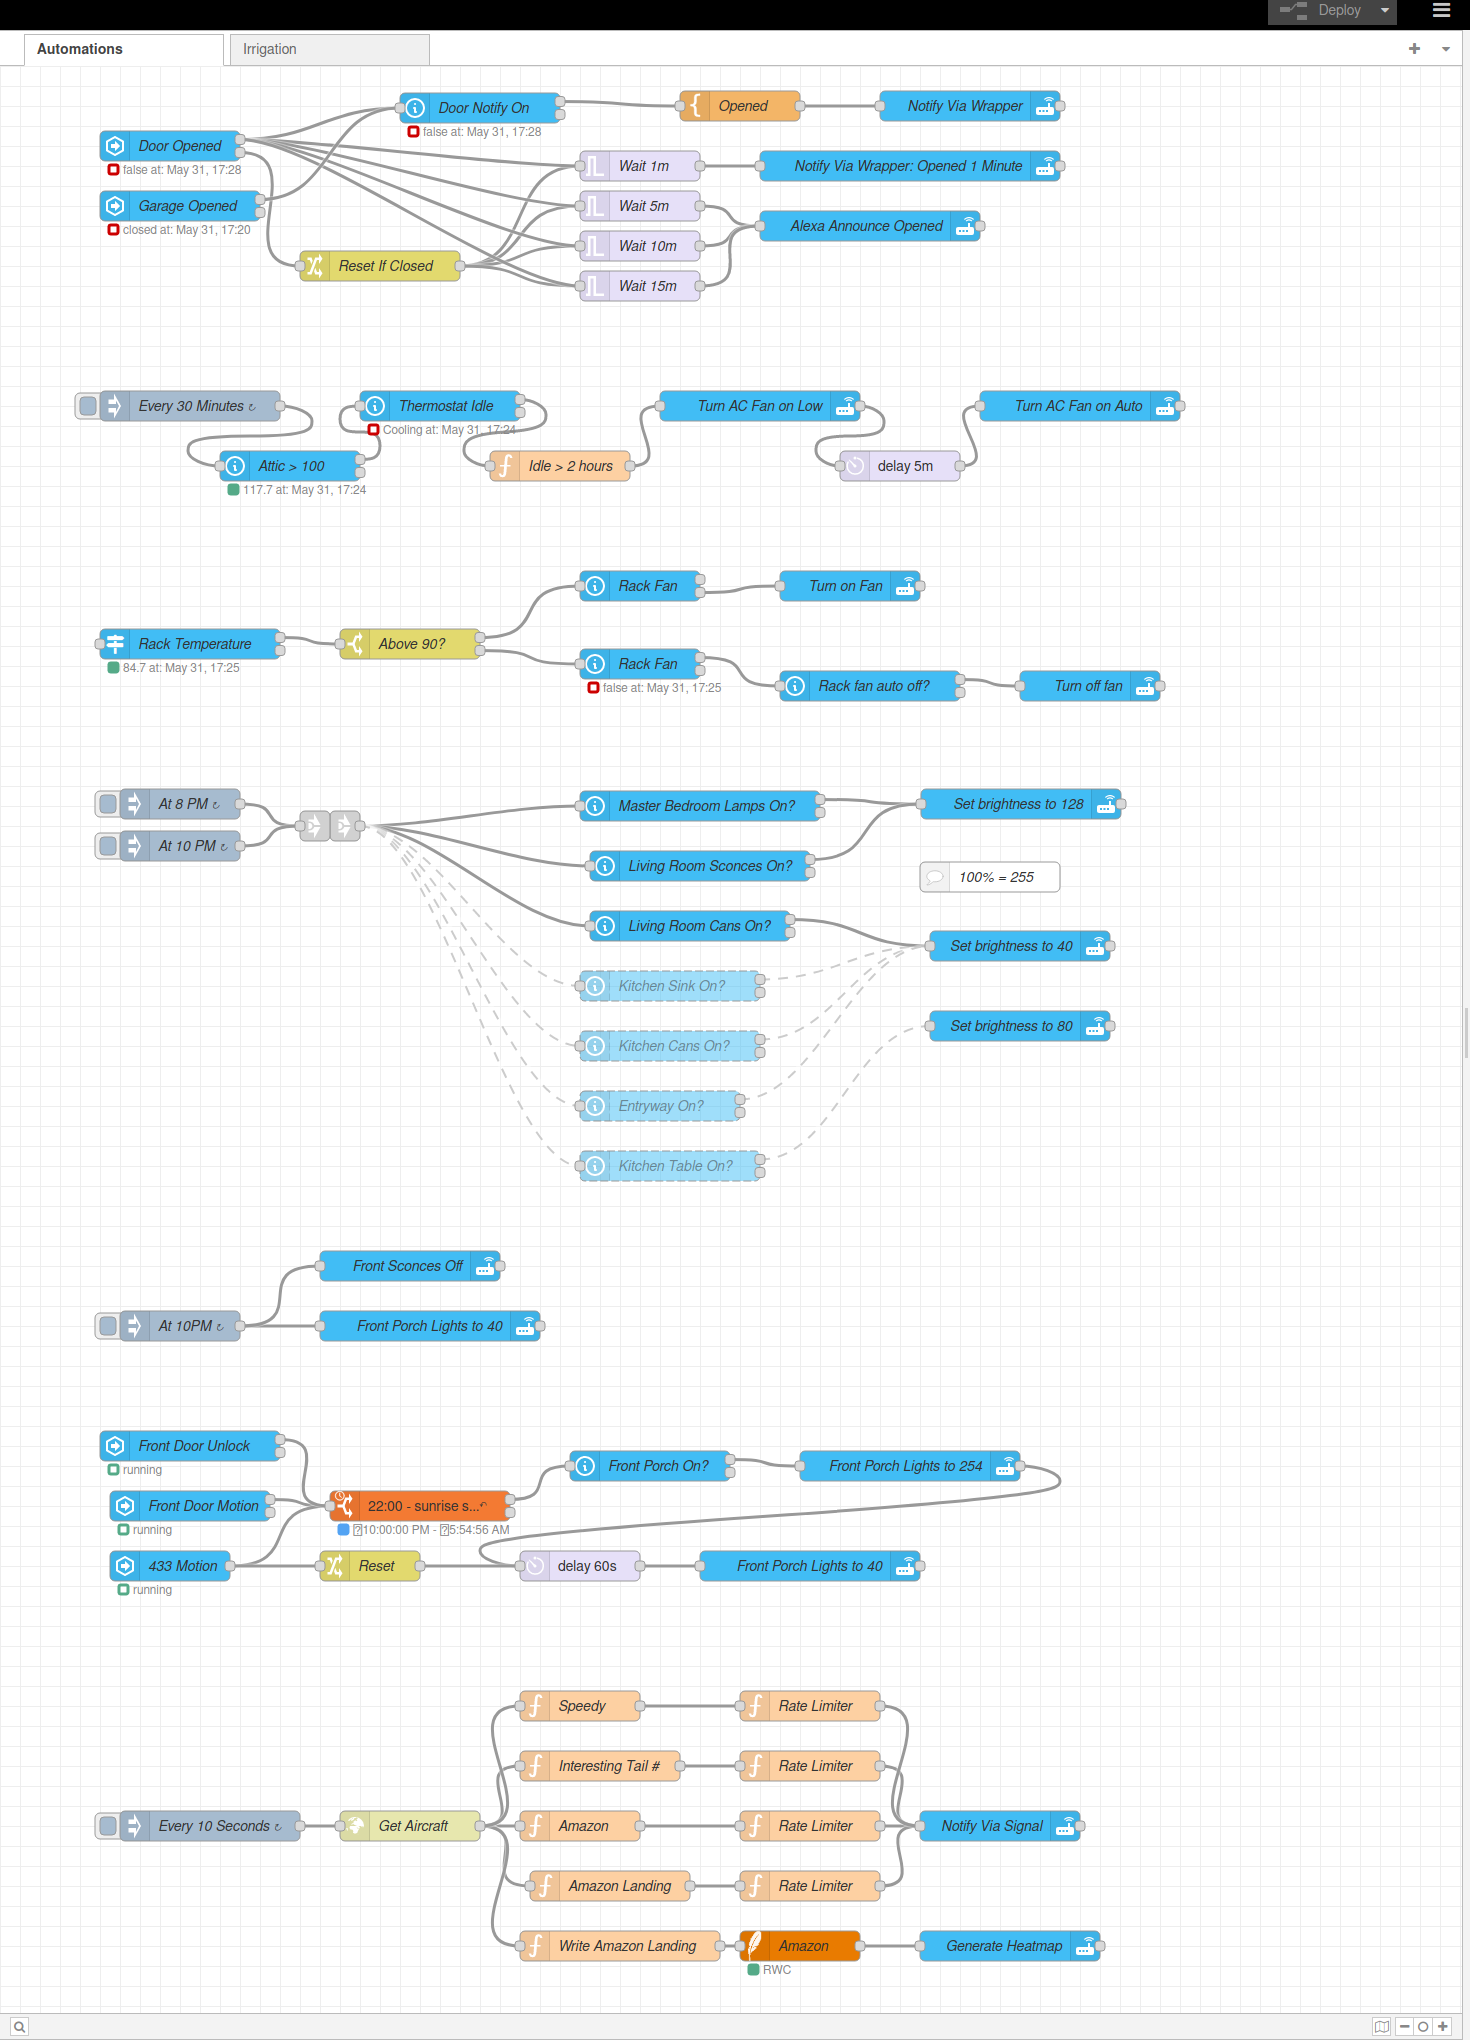 Deploy
Automations
Irrigation
Door Notify On
Opened
Notify Via Wrapper
false at: May 31, 17:28
Door Opened
false at: May 31, 17:28
Wait 1m
Notify Via Wrapper: Opened 1 Minute
Garage Opened
closed at: May 31, 17:20
Wait 5m
Alexa Announce Opened
Wait 10m
Reset If Closed
Wait 15m
Every 30 Minutes ↻
Thermostat Idle
Turn AC Fan on Low
Turn AC Fan on Auto
Cooling at: May 31, 17:24
Attic > 100
Idle > 2 hours
delay 5m
117.7 at: May 31, 17:24
Rack Fan
Turn on Fan
Rack Temperature
Above 90?
84.7 at: May 31, 17:25
Rack Fan
false at: May 31, 17:25
Rack fan auto off?
Turn off fan
At 8 PM ↻
Master Bedroom Lamps On?
Set brightness to 128
At 10 PM ↻
Living Room Sconces On?
100% = 255
Living Room Cans On?
Set brightness to 40
Kitchen Sink On?
Set brightness to 80
Kitchen Cans On?
Entryway On?
Kitchen Table On?
Front Sconces Off
At 10PM ↻
Front Porch Lights to 40
Front Door Unlock
running
Front Porch On?
Front Porch Lights to 254
Front Door Motion
running
22:00 - sunrise s...↶
10:00:00 PM - 5:54:56 AM
433 Motion
running
Reset
delay 60s
Front Porch Lights to 40
Speedy
Rate Limiter
Interesting Tail #
Rate Limiter
Every 10 Seconds ↻
Get Aircraft
Amazon
Rate Limiter
Notify Via Signal
Amazon Landing
Rate Limiter
Write Amazon Landing
Amazon
Generate Heatmap
RWC